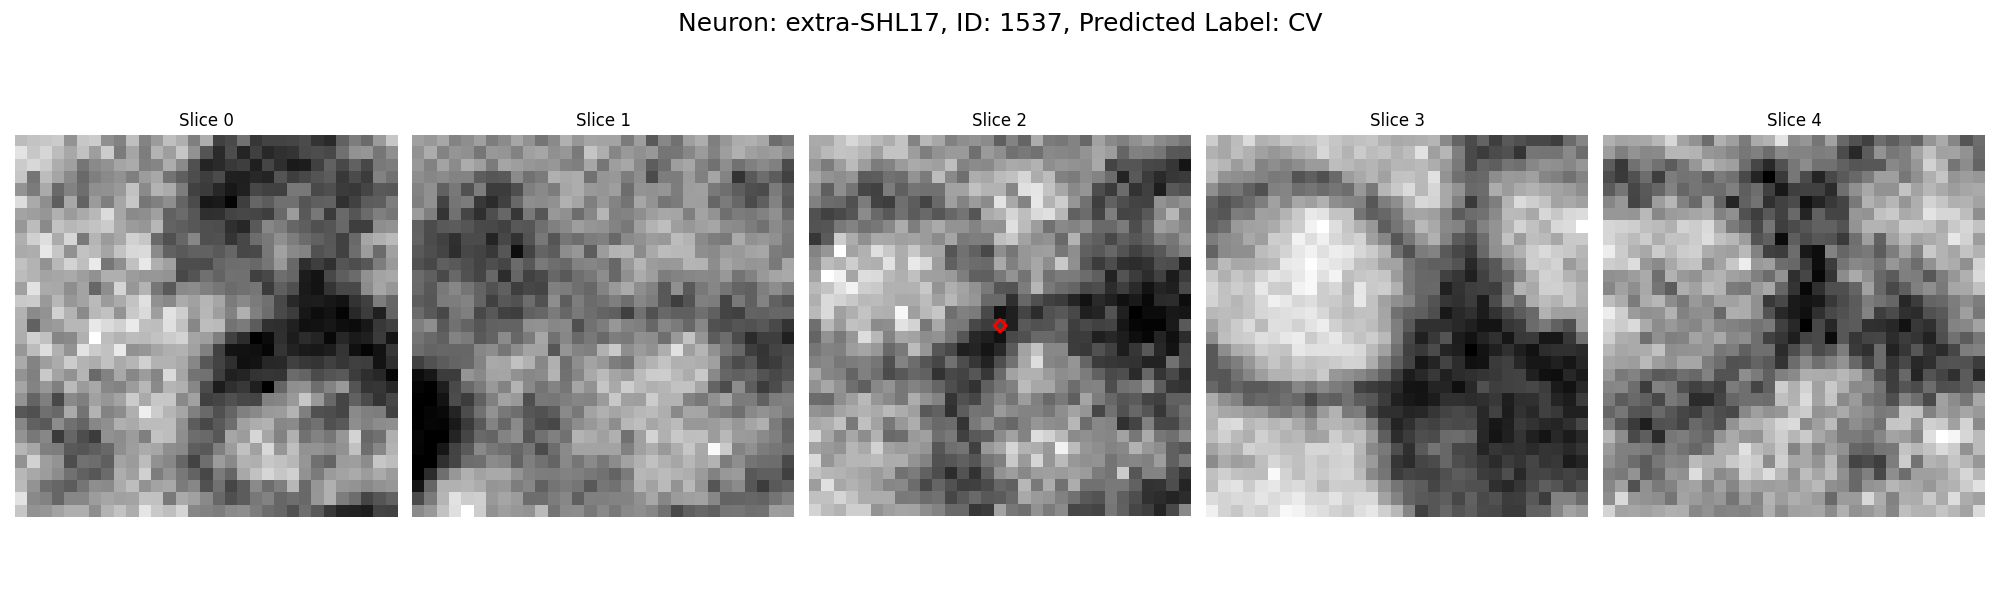 Neuron: extra-SHL17, ID: 1537, Predicted Label: CV
Slice 0
Slice 1
Slice 2
Slice 3
Slice 4